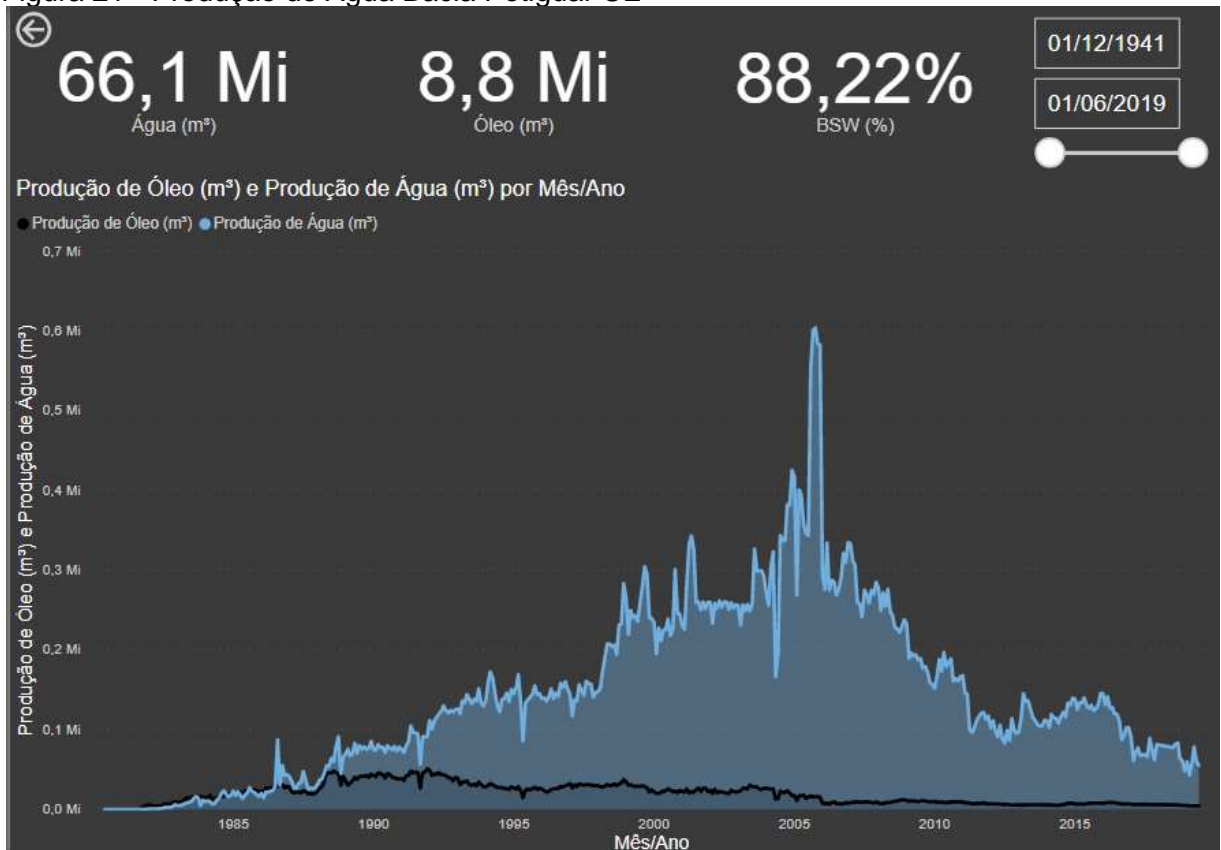 66,1 Mi
Água (m³)
8,8 Mi
Óleo (m³)
88,22%
BSW (%)
01/12/1941
01/06/2019
Produção de Óleo (m³) e Produção de Água (m³) por Mês/Ano
Produção de Óleo (m³) Produção de Água (m³)
Produção de Óleo (m³) e Produção de Água (m³)
0,7 Mi
0,6 Mi
0,5 Mi
0,4 Mi
0,3 Mi
0,2 Mi
0,1 Mi
0,0 Mi
1985 1990 1995 2000 2005 2010 2015
Mês/Ano